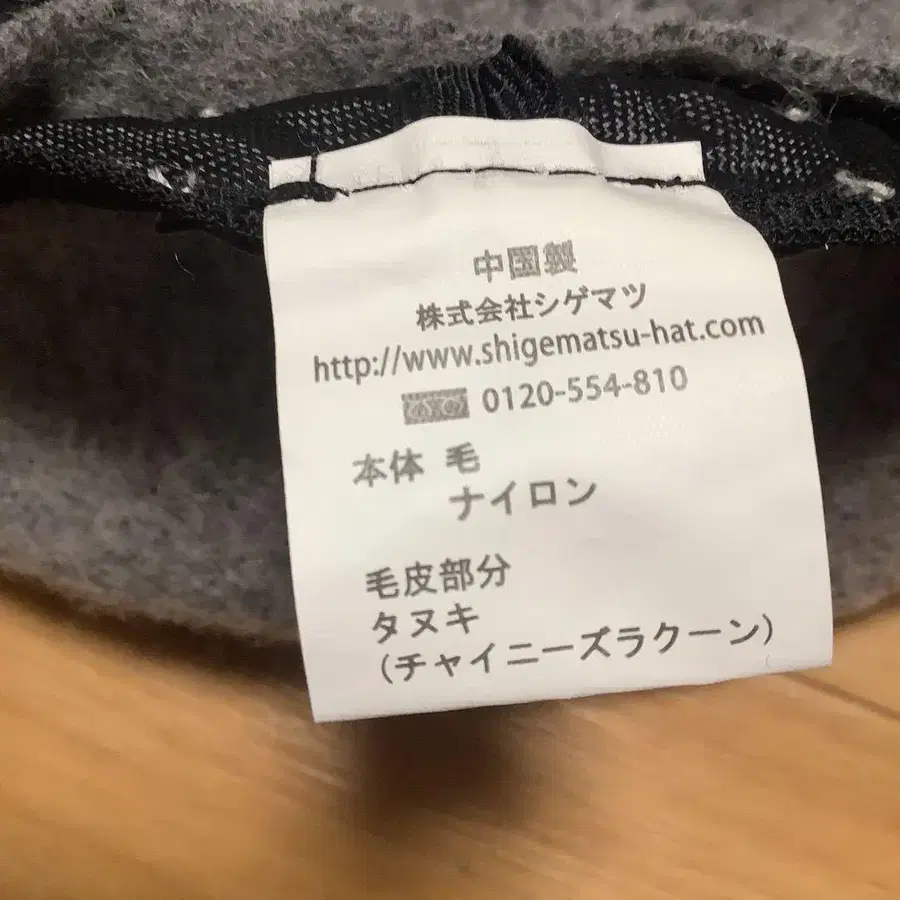 中国製
株式会社シゲマツ
http://www.shigematsu-hat.com
0120-554-810
本体 毛
ナイロン
毛皮部分
タヌキ
(チャイニーズラクーン)